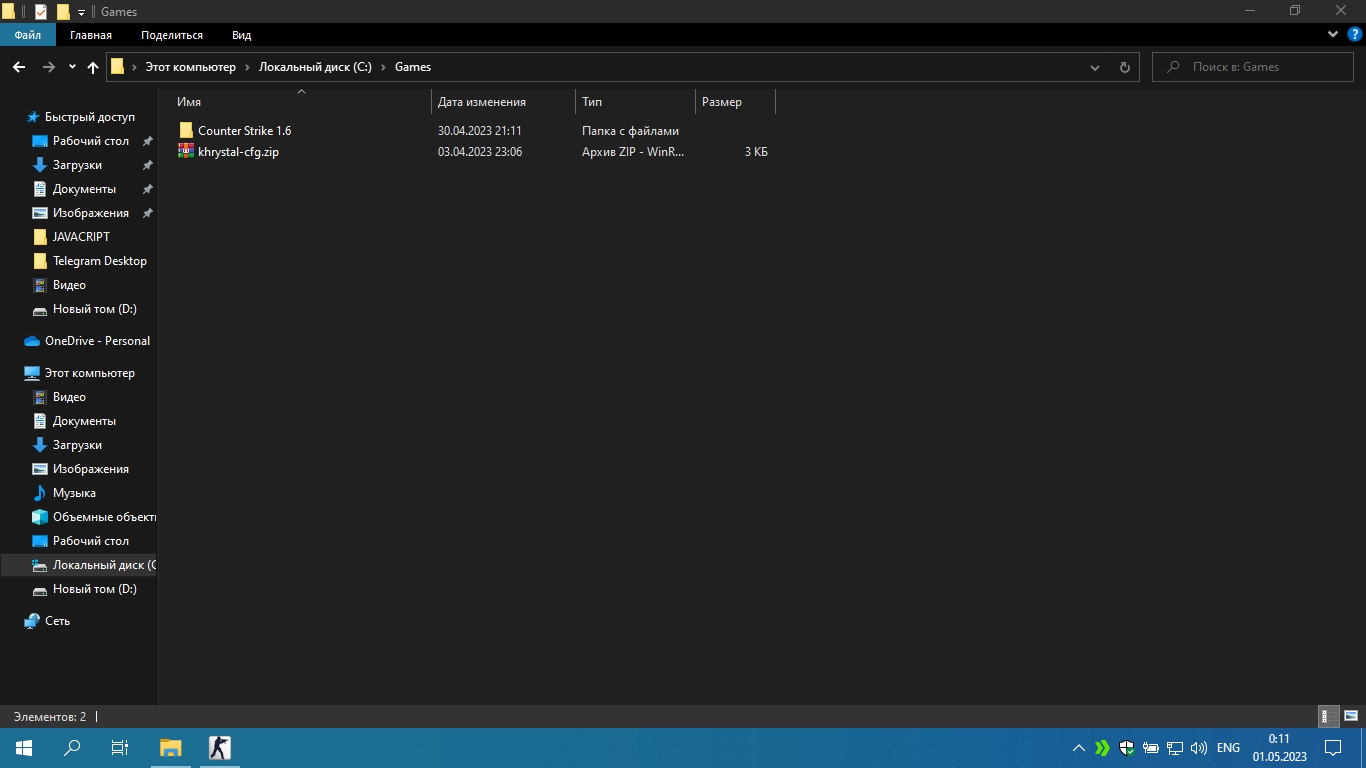 Games
Файл Главная Поделиться Вид
Этот компьютер Локальный диск (C:) Games Поиск в: Games
Имя Дата изменения Тип Размер
Counter Strike 1.6 30.04.2023 21:11 Папка с файлами
khrystal-cfg.zip 03.04.2023 23:06 Архив ZIP - WinR... 3 КБ
Быстрый доступ
Рабочий стол
Загрузки
Документы
Изображения
JAVACRIPT
Telegram Desktop
Видео
Новый том (D:)
OneDrive - Personal
Этот компьютер
Видео
Документы
Загрузки
Изображения
Музыка
Объемные объекты
Рабочий стол
Локальный диск (C
Новый том (D:)
Сеть
Элементов: 2
ENG
0:11
01.05.2023